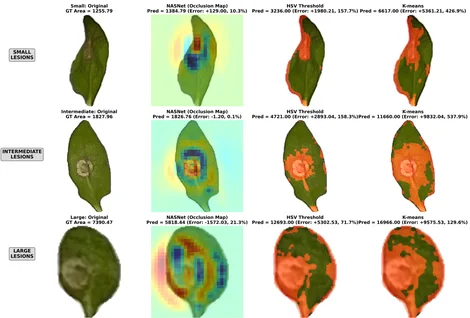 Small: Original
GT Area = 1255.79
NASNet (Occlusion Map)
Pred = 1384.79 (Error: +129.00, 10.3%)
HSV Threshold
Pred = 3236.00 (Error: +1980.21, 157.7%)
K-means
Pred = 6617.00 (Error: +5361.21, 426.9%)
SMALL
LESIONS
Intermediate: Original
GT Area = 1827.96
NASNet (Occlusion Map)
Pred = 1826.76 (Error: -1.20, 0.1%)
HSV Threshold
Pred = 4721.00 (Error: +2893.04, 158.3%)
K-means
Pred = 11660.00 (Error: +9832.04, 537.9%)
INTERMEDIATE
LESIONS
Large: Original
GT Area = 7390.47
NASNet (Occlusion Map)
Pred = 5818.44 (Error: -1572.03, 21.3%)
HSV Threshold
Pred = 12693.00 (Error: +5302.53, 71.7%)
K-means
Pred = 16966.00 (Error: +9575.53, 129.6%)
LARGE
LESIONS